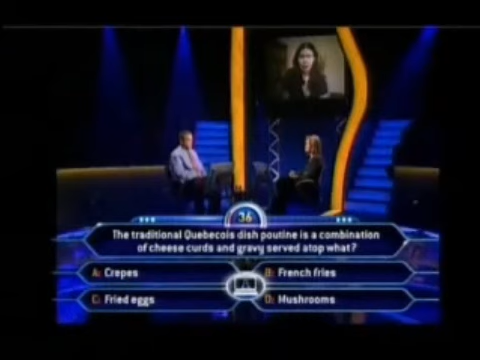 36
The traditional Quebecois dish poutine is a combination
of cheese curds and gravy served atop what?
A: Crepes
B: French fries
C: Fried eggs
D: Mushrooms